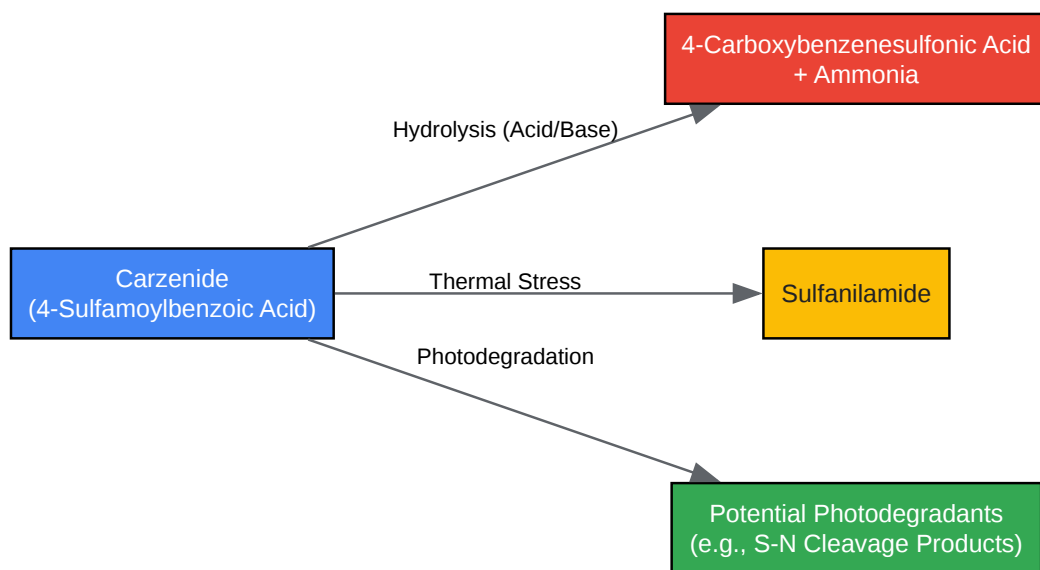 4-Carboxybenzenesulfonic Acid
+ Ammonia
Hydrolysis (Acid/Base)
Carzenide
(4-Sulfamoylbenzoic Acid)
Thermal Stress
Sulfanilamide
Photodegradation
Potential Photodegradants
(e.g., S-N Cleavage Products)